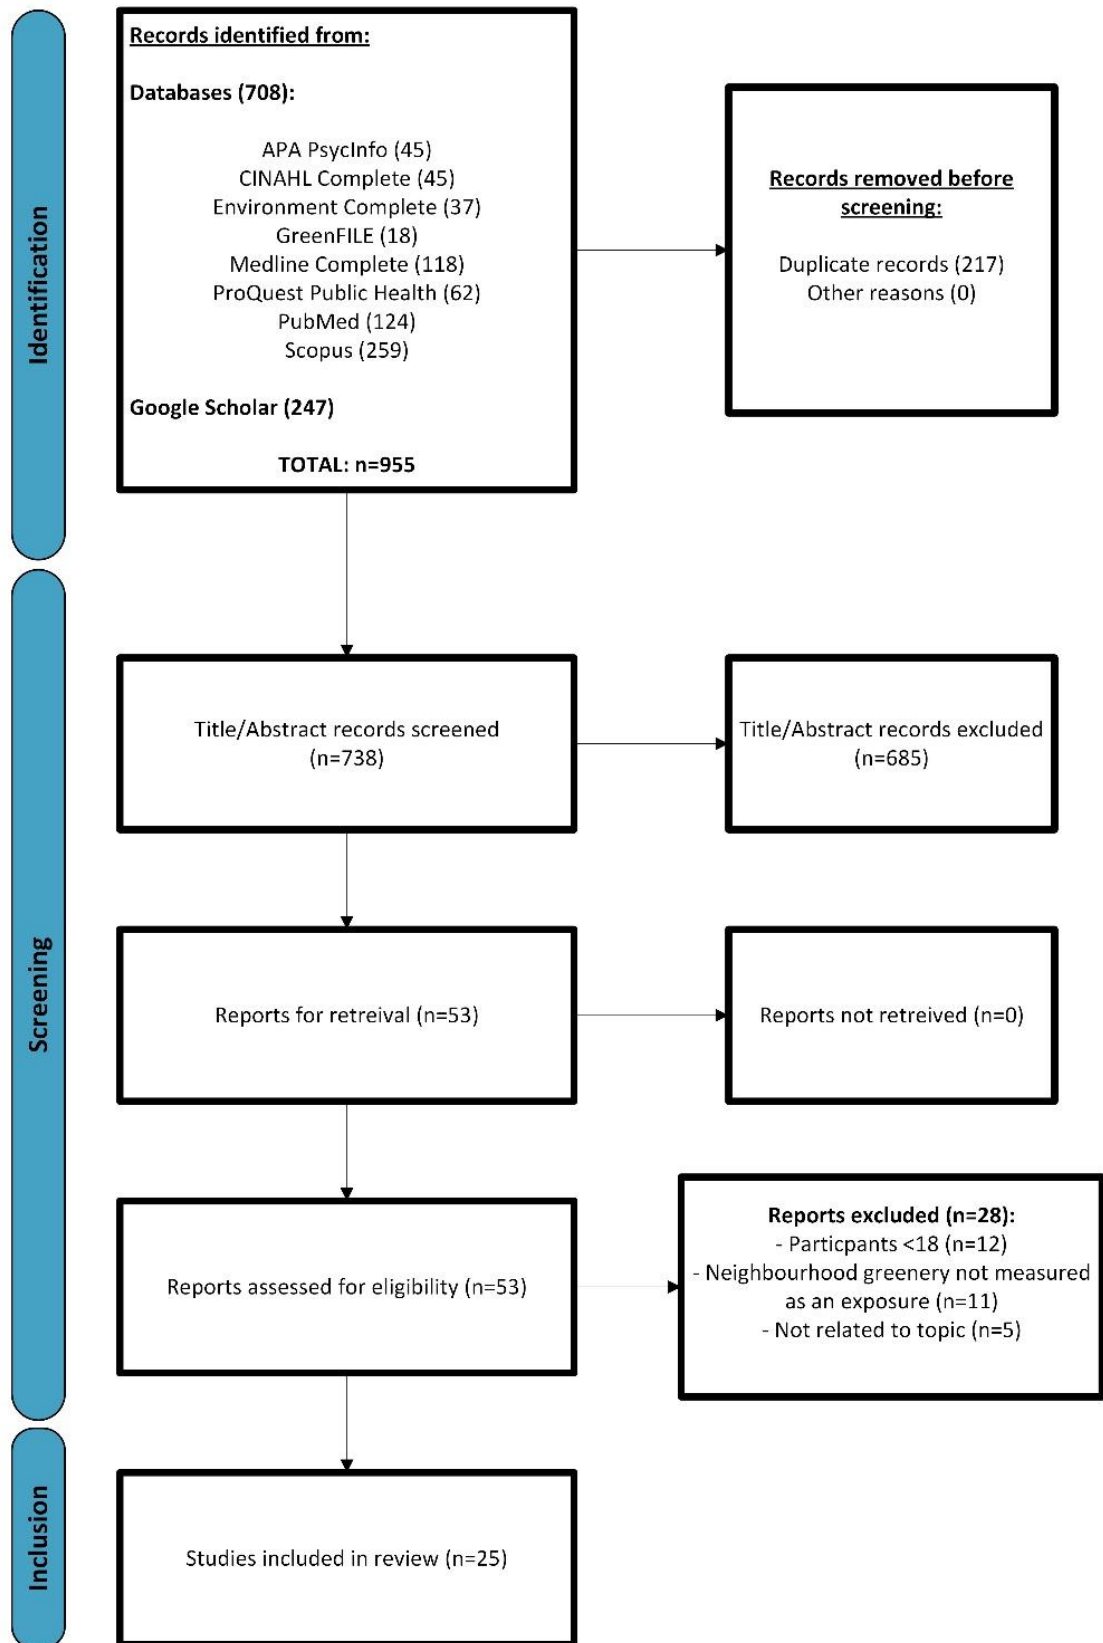 Identification
Records identified from:
Databases (708):
APA PsycInfo (45)
CINAHL Complete (45)
Environment Complete (37)
GreenFILE (18)
Medline Complete (118)
ProQuest Public Health (62)
PubMed (124)
Scopus (259)
Google Scholar (247)
TOTAL: n=955
Records removed before
screening:
Duplicate records (217)
Other reasons (0)
Screening
Title/Abstract records screened
(n=738)
Title/Abstract records excluded
(n=685)
Reports for retreival (n=53)
Reports not retreived (n=0)
Reports assessed for eligibility (n=53)
Reports excluded (n=28):
- Particpants <18 (n=12)
- Neighbourhood greenery not measured
as an exposure (n=11)
- Not related to topic (n=5)
Inclusion
Studies included in review (n=25)